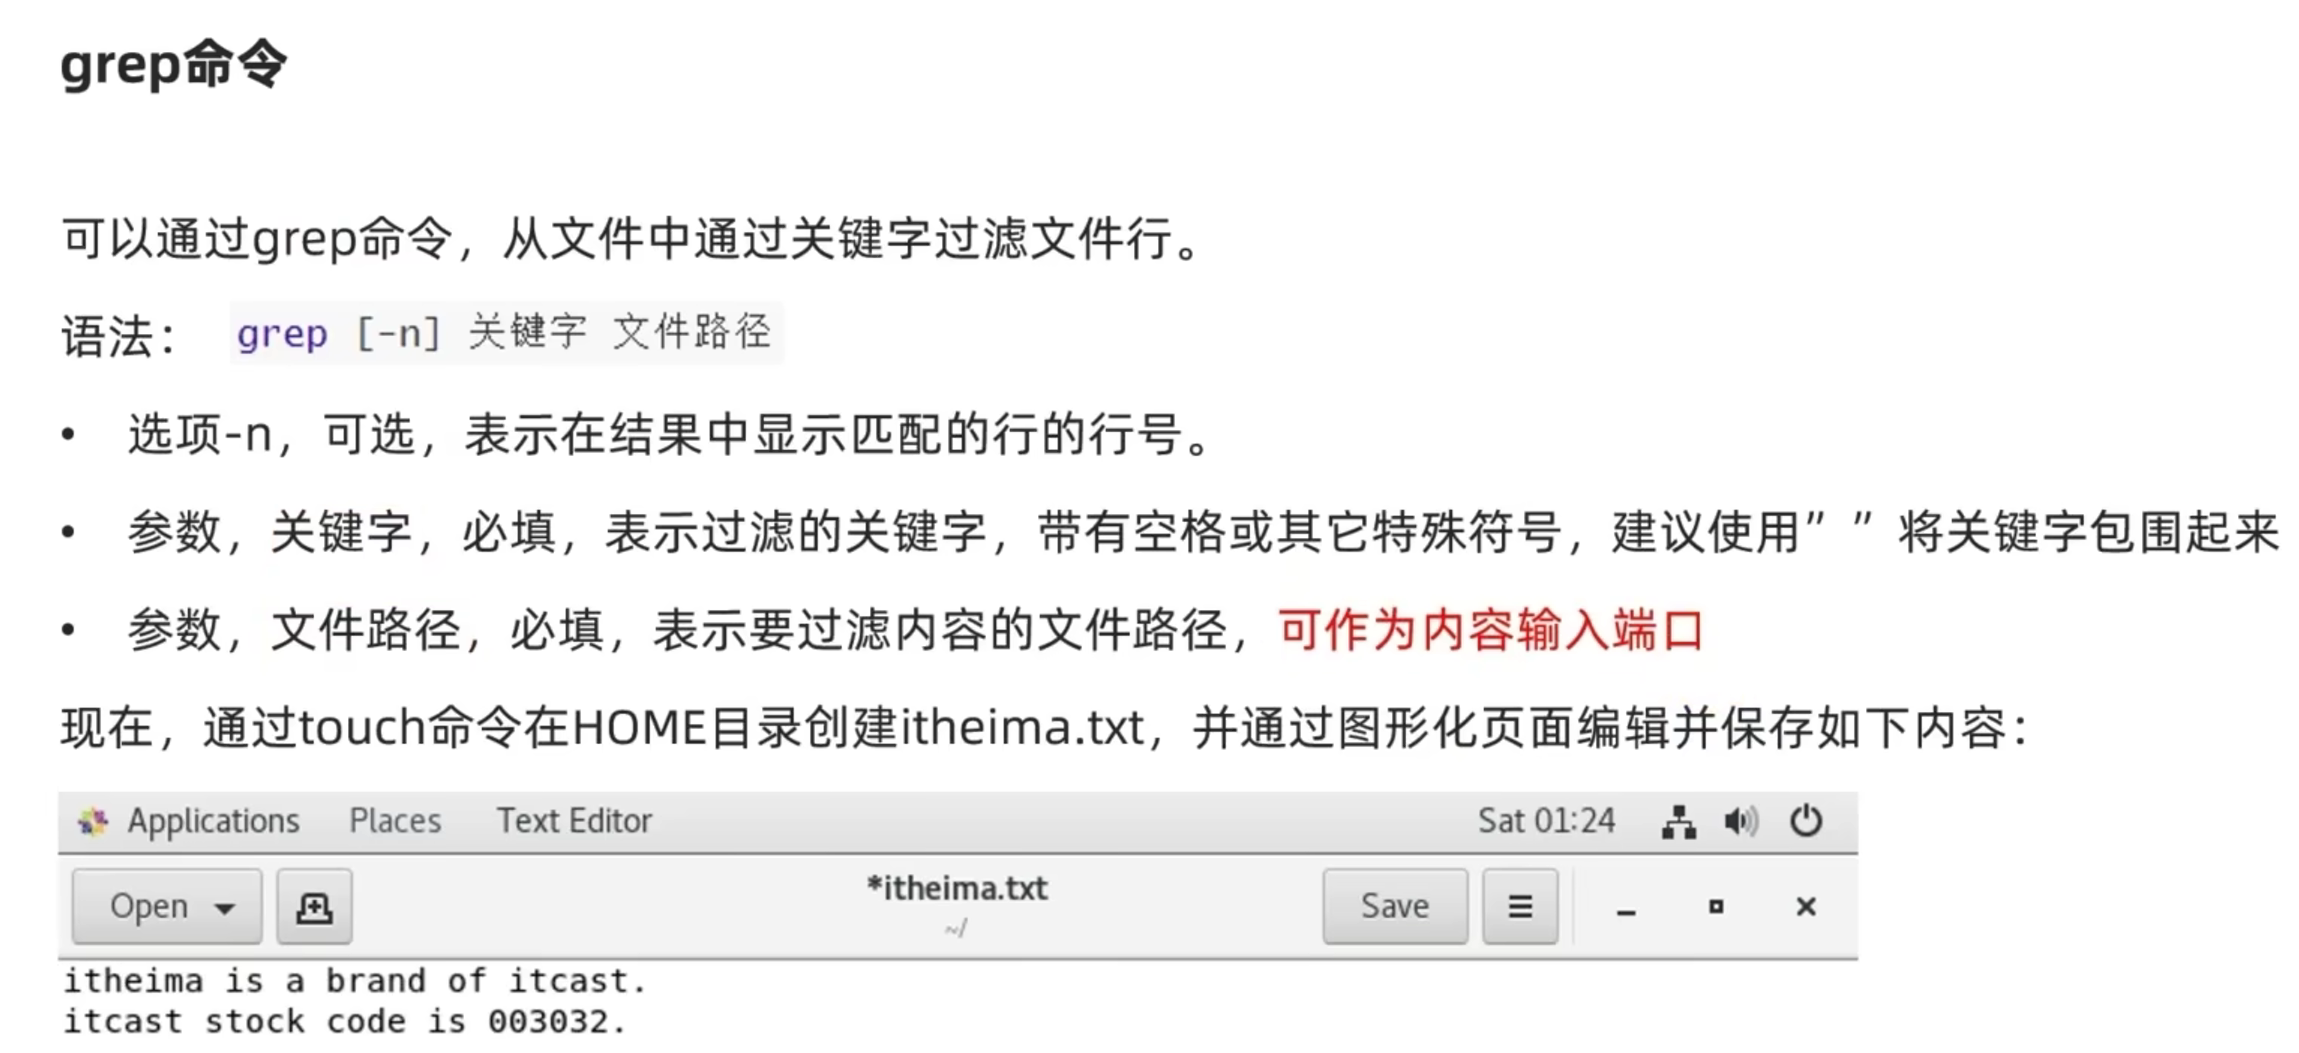 grep命令
可以通过grep命令，从文件中通过关键字过滤文件行。
语法： grep [-n] 关键字 文件路径
• 选项-n，可选，表示在结果中显示匹配的行的行号。
• 参数，关键字，必填，表示过滤的关键字，带有空格或其它特殊符号，建议使用” ”将关键字包围起来
• 参数，文件路径，必填，表示要过滤内容的文件路径，可作为内容输入端口
现在，通过touch命令在HOME目录创建itheima.txt，并通过图形化页面编辑并保存如下内容：
Applications Places Text Editor Sat 01:24
Open *itheima.txt Save
~/
itheima is a brand of itcast.
itcast stock code is 003032.